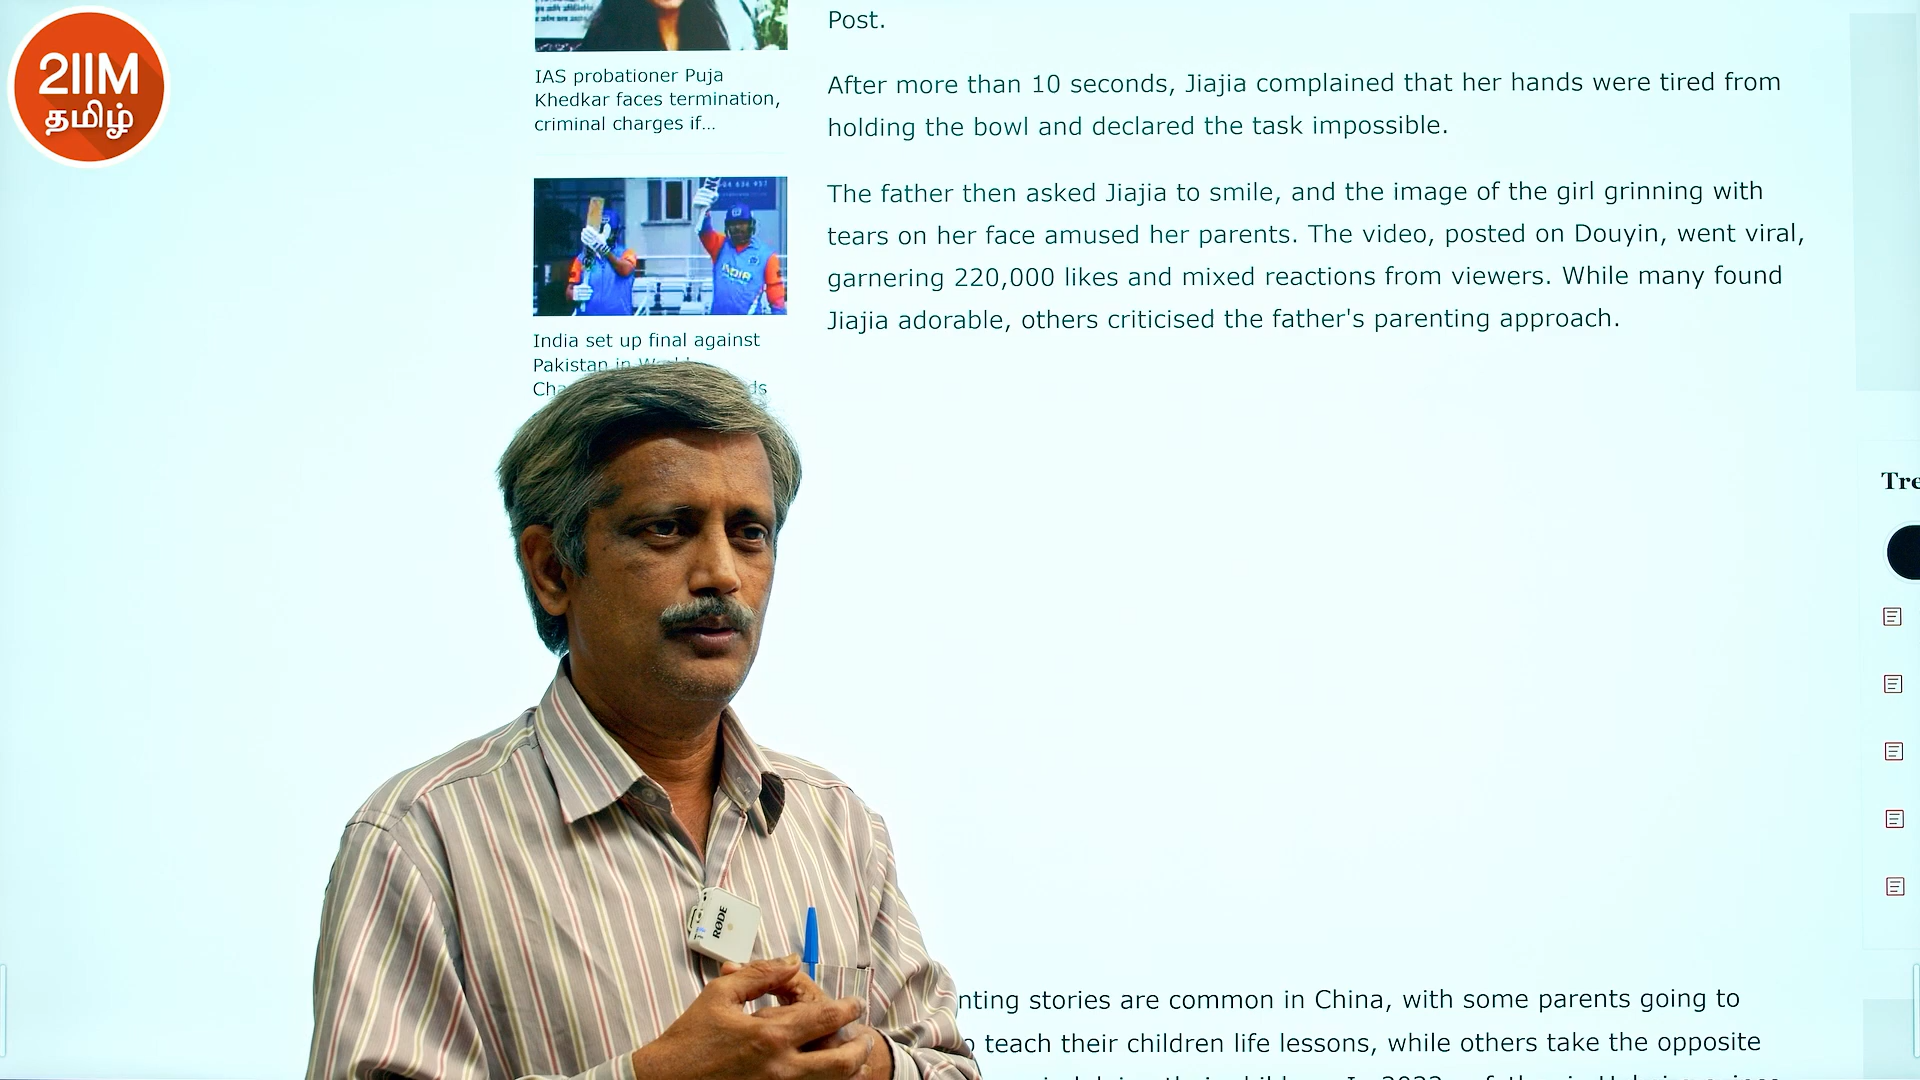 2IIM
தமிழ்
IAS probationer Puja
Khedkar faces termination,
criminal charges if...
India set up final against
Pakistan in
Post.
After more than 10 seconds, Jiajia complained that her hands were tired from
holding the bowl and declared the task impossible.
The father then asked Jiajia to smile, and the image of the girl grinning with
tears on her face amused her parents. The video, posted on Douyin, went viral,
garnering 220,000 likes and mixed reactions from viewers. While many found
Jiajia adorable, others criticised the father's parenting approach.
INDIA
RØDE
Tre
nting stories are common in China, with some parents going to
teach their children life lessons, while others take the opposite